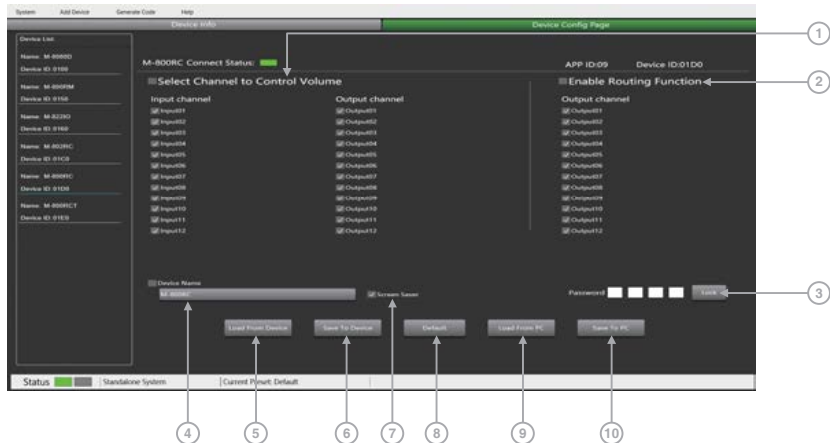 System Add Device Generate Code Help
Device Info Device Config Page
Device List
Name: M-8080D
Device ID:0100
Name: M-800RM
Device ID:0150
Name: M-822IO
Device ID:0160
Name: M-802RC
Device ID:01C0
Name: M-800RC
Device ID:01D0
Name: M-800RCT
Device ID:01E0
M-800RC Connect Status:
APP ID:09 Device ID:01D0
Select Channel to Control Volume
Enable Routing Function
Input channel Output channel Output channel
Input01 Output01 Output01
Input02 Output02 Output02
Input03 Output03 Output03
Input04 Output04 Output04
Input05 Output05 Output05
Input06 Output06 Output06
Input07 Output07 Output07
Input08 Output08 Output08
Input09 Output09 Output09
Input10 Output10 Output10
Input11 Output11 Output11
Input12 Output12 Output12
Device Name
M-800RC
Screen Saver
Password Lock
Load From Device Save To Device Default Load From PC Save To PC
Status Standalone System Current Preset: Default
1
2
3
4 5 6 7 8 9 10